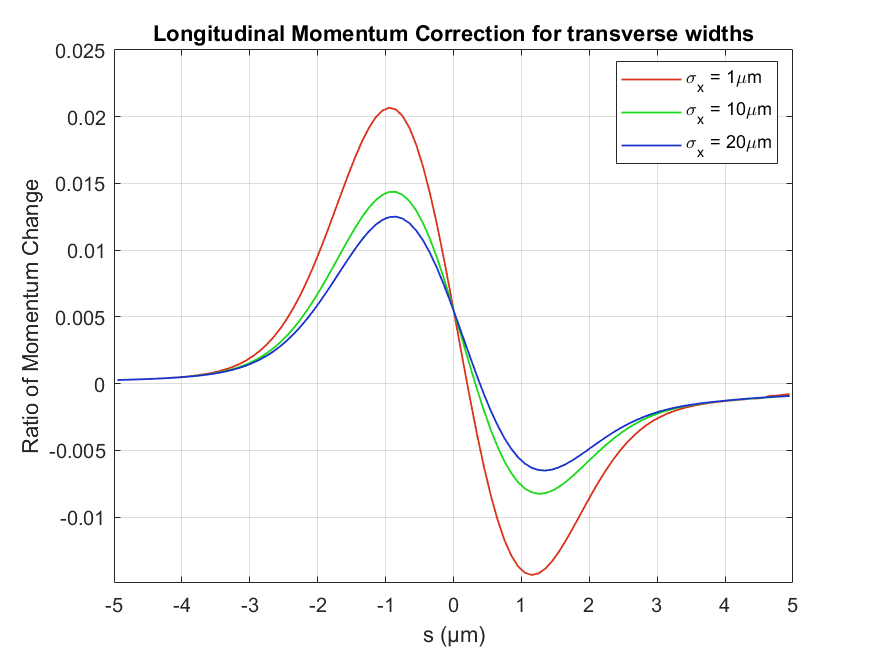 Longitudinal Momentum Correction for transverse widths
0.025
0.02
0.015
0.01
0.005
0
-0.005
-0.01
Ratio of Momentum Change
σx = 1μm
σx = 10μm
σx = 20μm
-5 -4 -3 -2 -1 0 1 2 3 4 5
s (μm)